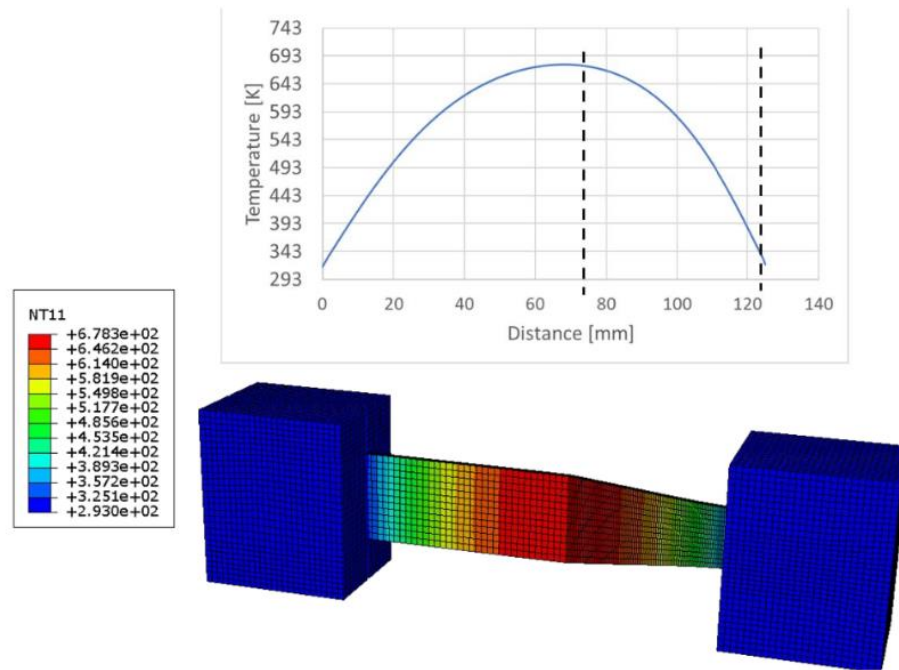 743
693
643
593
543
493
443
393
343
293
Temperature [K]
0 20 40 60 80 100 120 140
Distance [mm]
NT11
+6.783e+02
+6.462e+02
+6.140e+02
+5.819e+02
+5.498e+02
+5.177e+02
+4.856e+02
+4.535e+02
+4.214e+02
+3.893e+02
+3.572e+02
+3.251e+02
+2.930e+02